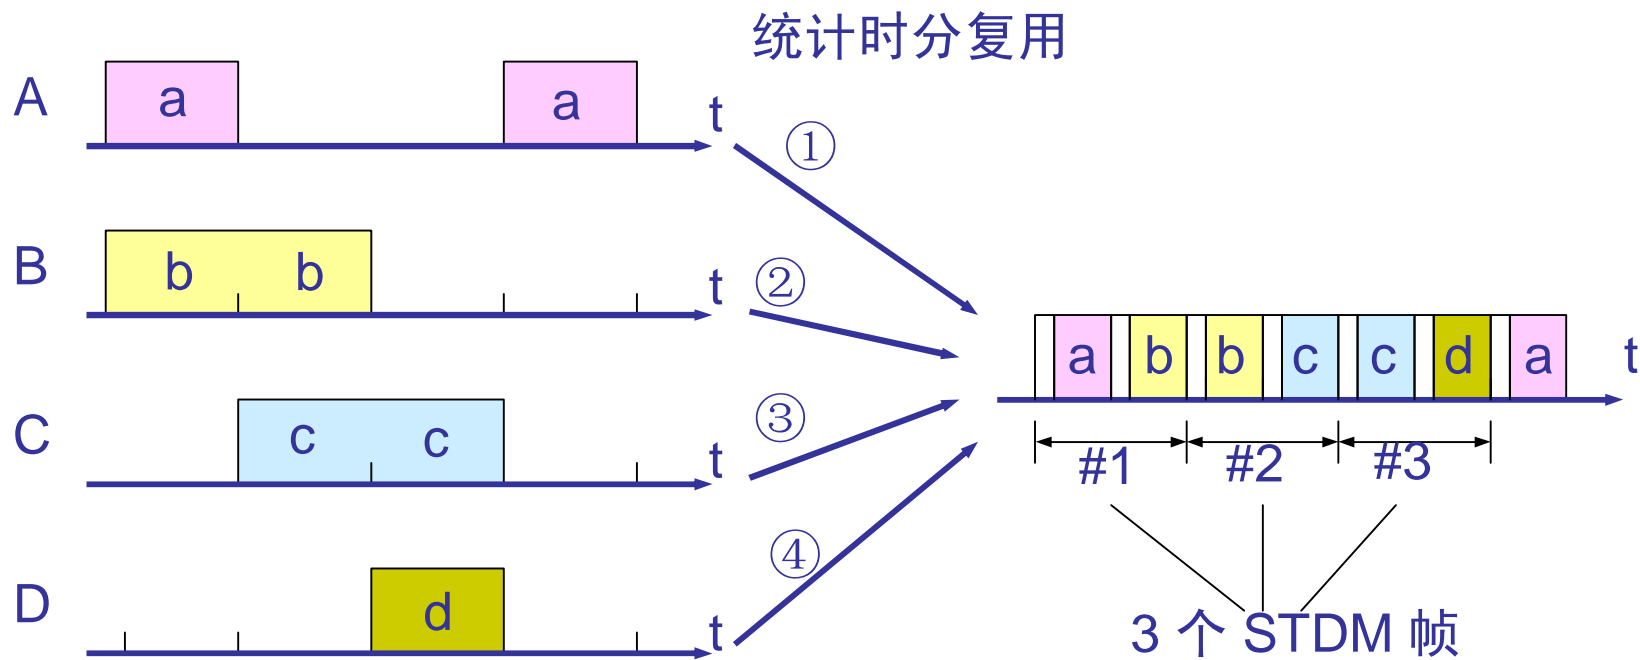 统计时分复用
A a a t
①
B b b t
②
a b b c c d a t
C c c t
③
#1 #2 #3
D d t
④
3 个 STDM 帧